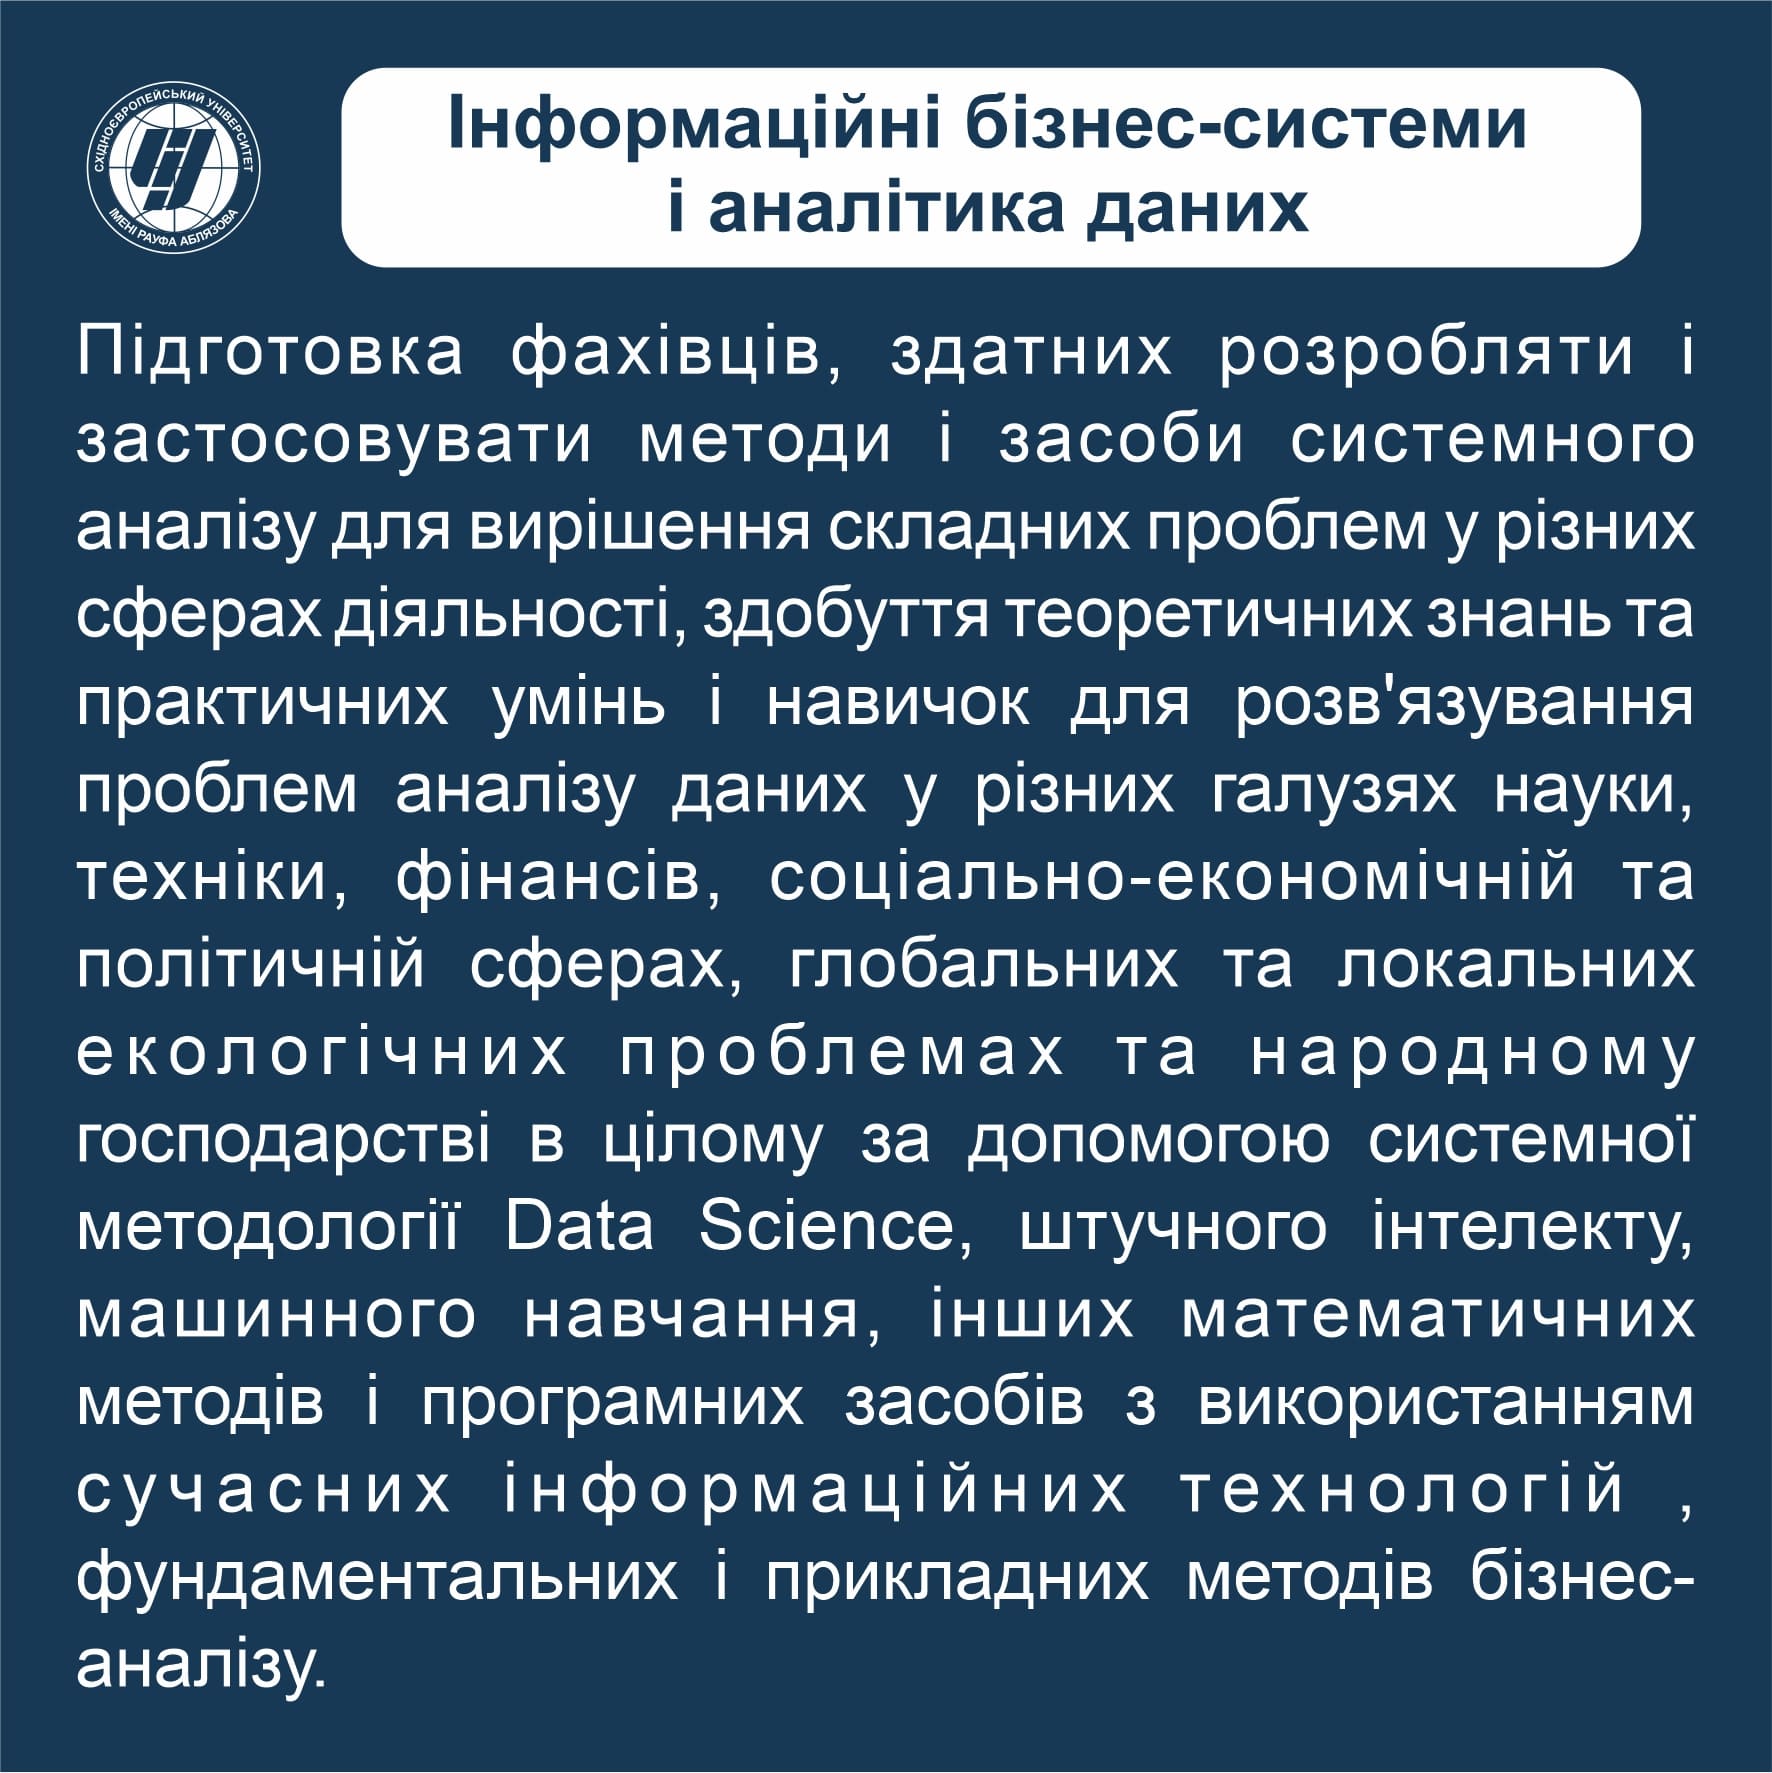 СХІДНОЄВРОПЕЙСЬКИЙ УНІВЕРСИТЕТ
ІМЕНІ РАУФА АБЛЯЗОВА
Інформаційні бізнес-системи
і аналітика даних
Підготовка фахівців, здатних розробляти і
застосовувати методи і засоби системного
аналізу для вирішення складних проблем у різних
сферах діяльності, здобуття теоретичних знань та
практичних умінь і навичок для розв'язування
проблем аналізу даних у різних галузях науки,
техніки, фінансів, соціально-економічній та
політичній сферах, глобальних та локальних
екологічних проблемах та народному
господарстві в цілому за допомогою системної
методології Data Science, штучного інтелекту,
машинного навчання, інших математичних
методів і програмних засобів з використанням
сучасних інформаційних технологій ,
фундаментальних і прикладних методів бізнес-
аналізу.